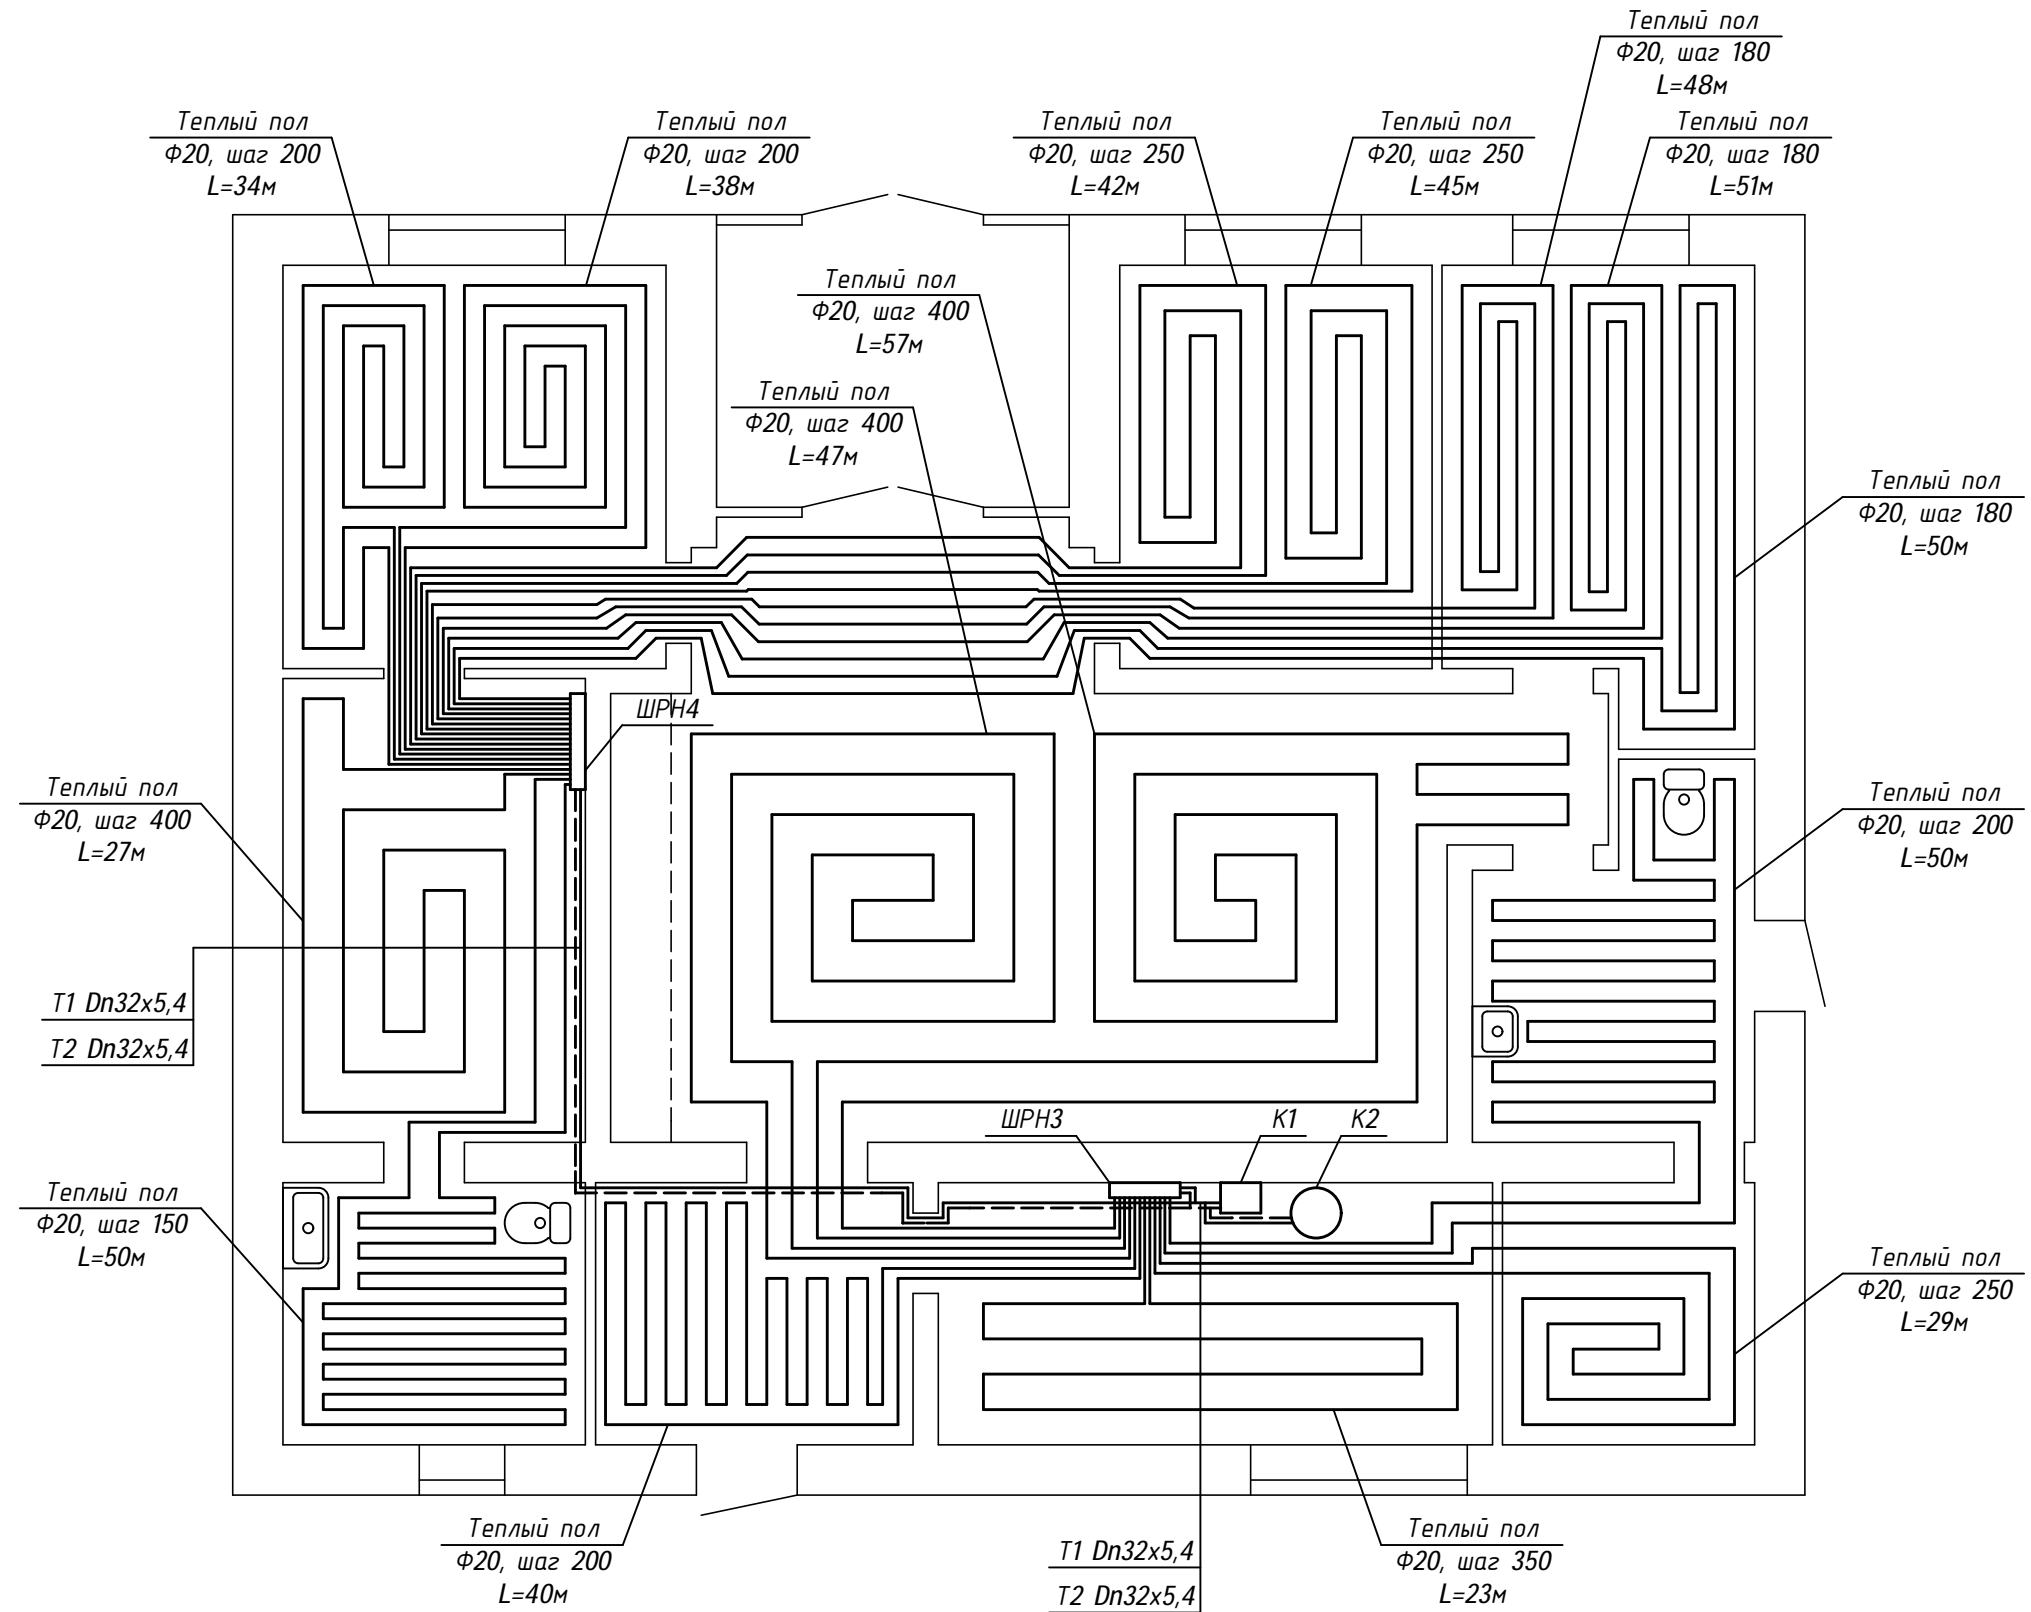 Теплый пол
Ф20, шаг 180
L=48м
Теплый пол
Ф20, шаг 200
L=34м
Теплый пол
Ф20, шаг 200
L=38м
Теплый пол
Ф20, шаг 250
L=42м
Теплый пол
Ф20, шаг 250
L=45м
Теплый пол
Ф20, шаг 180
L=51м
Теплый пол
Ф20, шаг 400
L=57м
Теплый пол
Ф20, шаг 400
L=47м
Теплый пол
Ф20, шаг 180
L=50м
ШРН4
Теплый пол
Ф20, шаг 400
L=27м
Теплый пол
Ф20, шаг 200
L=50м
Т1 Dn32x5,4
Т2 Dn32x5,4
ШРН3
К1
К2
Теплый пол
Ф20, шаг 150
L=50м
Теплый пол
Ф20, шаг 250
L=29м
Теплый пол
Ф20, шаг 200
L=40м
Т1 Dn32x5,4
Т2 Dn32x5,4
Теплый пол
Ф20, шаг 350
L=23м